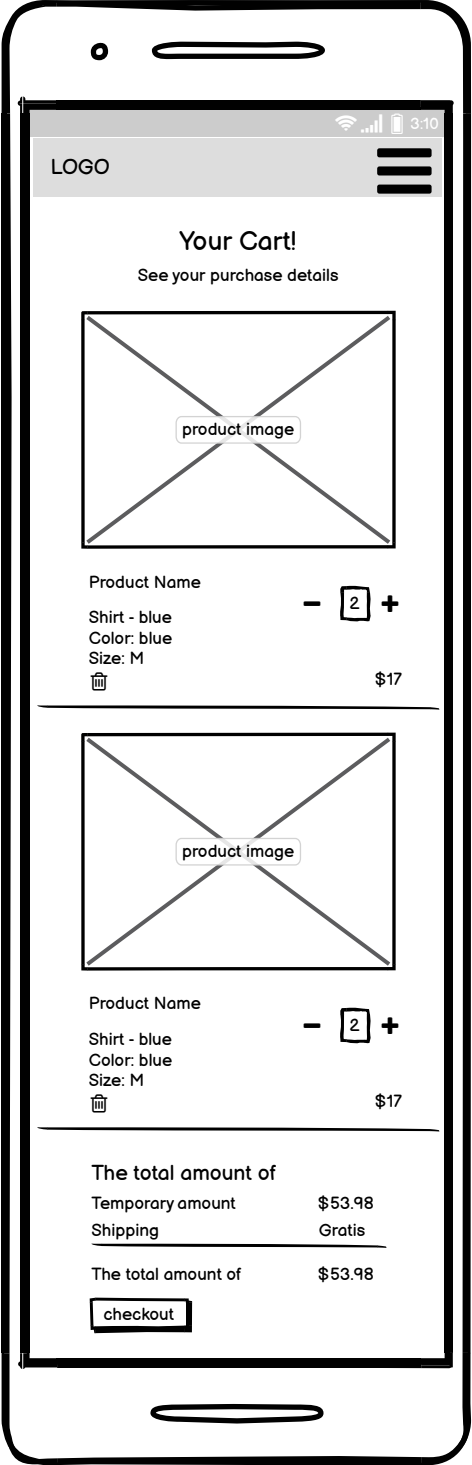 3:10
LOGO
Your Cart!
See your purchase details
product image
Product Name
− 2 +
Shirt - blue
Color: blue
Size: M
$17
product image
Product Name
− 2 +
Shirt - blue
Color: blue
Size: M
$17
The total amount of
Temporary amount $53.98
Shipping Gratis
The total amount of $53.98
checkout